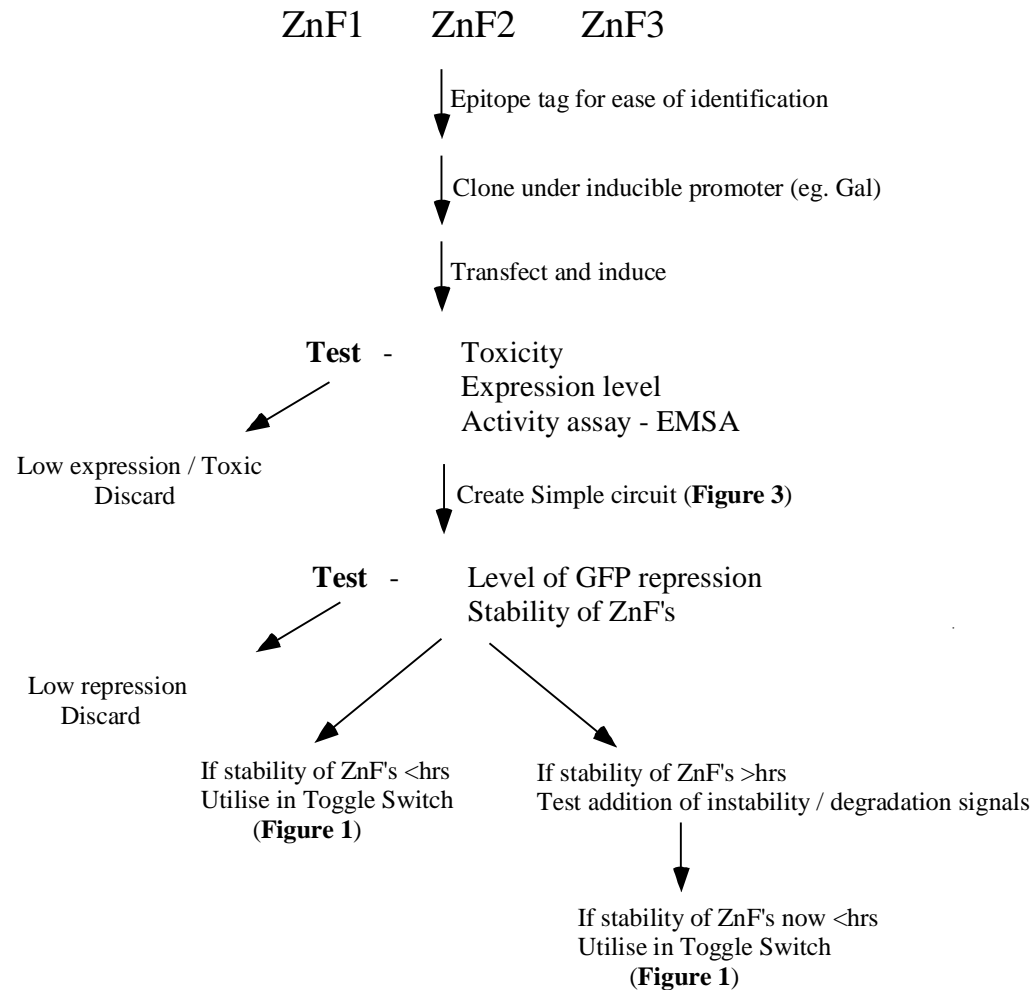 ZnF1 ZnF2 ZnF3
Epitope tag for ease of identification
Clone under inducible promoter (eg. Gal)
Transfect and induce
Test - Toxicity
Expression level
Activity assay - EMSA
Low expression / Toxic
Discard
Create Simple circuit (Figure 3)
Test - Level of GFP repression
Stability of ZnF's
Low repression
Discard
If stability of ZnF's <hrs
Utilise in Toggle Switch
(Figure 1)
If stability of ZnF's >hrs
Test addition of instability / degradation signals
If stability of ZnF's now <hrs
Utilise in Toggle Switch
(Figure 1)